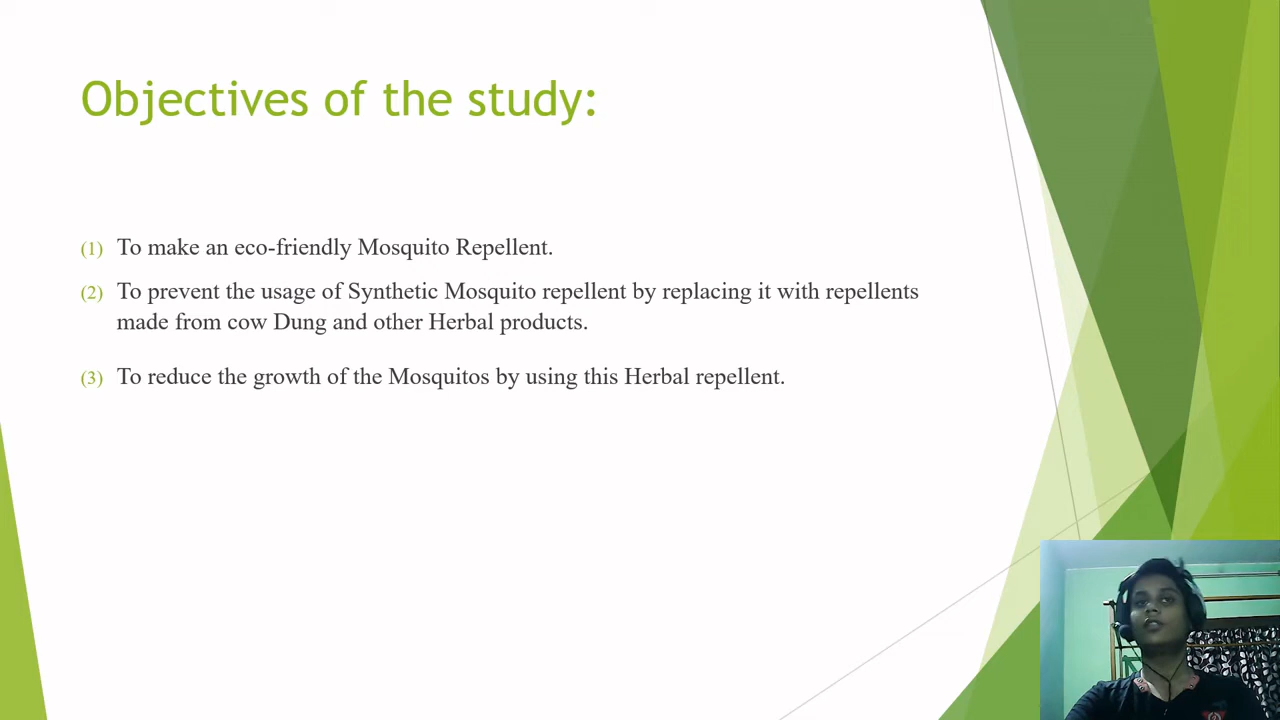 Objectives of the study:
(1) To make an eco-friendly Mosquito Repellent.
(2) To prevent the usage of Synthetic Mosquito repellent by replacing it with repellents
made from cow Dung and other Herbal products.
(3) To reduce the growth of the Mosquitos by using this Herbal repellent.